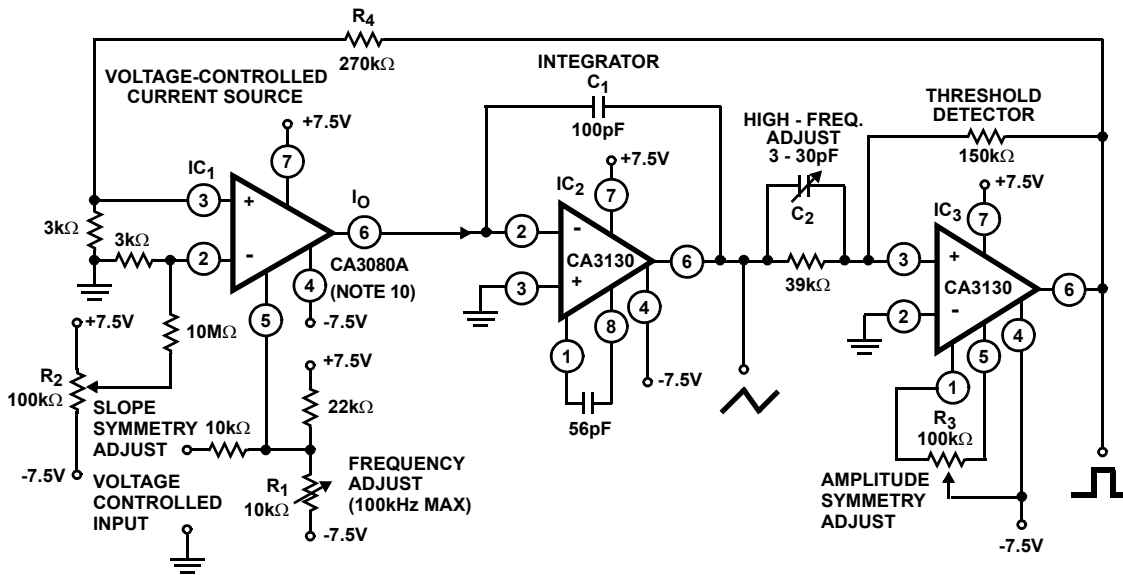 R4
270kΩ
VOLTAGE-CONTROLLED
CURRENT SOURCE
+7.5V
7
IC1
3
+
3kΩ
3kΩ
2
-
IO
6
CA3080A
(NOTE 10)
4
-7.5V
5
+7.5V
10MΩ
R2
100kΩ
SLOPE
SYMMETRY
ADJUST
-7.5V
VOLTAGE
CONTROLLED
INPUT
10kΩ
+7.5V
22kΩ
R1
10kΩ
FREQUENCY
ADJUST
(100kHz MAX)
-7.5V
INTEGRATOR
C1
100pF
+7.5V
IC2
7
2
-
CA3130
3
+
6
4
8
1
-7.5V
56pF
HIGH - FREQ.
ADJUST
3 - 30pF
C2
39kΩ
THRESHOLD
DETECTOR
150kΩ
+7.5V
IC3
7
3
+
CA3130
2
-
6
4
5
1
R3
100kΩ
AMPLITUDE
SYMMETRY
ADJUST
-7.5V